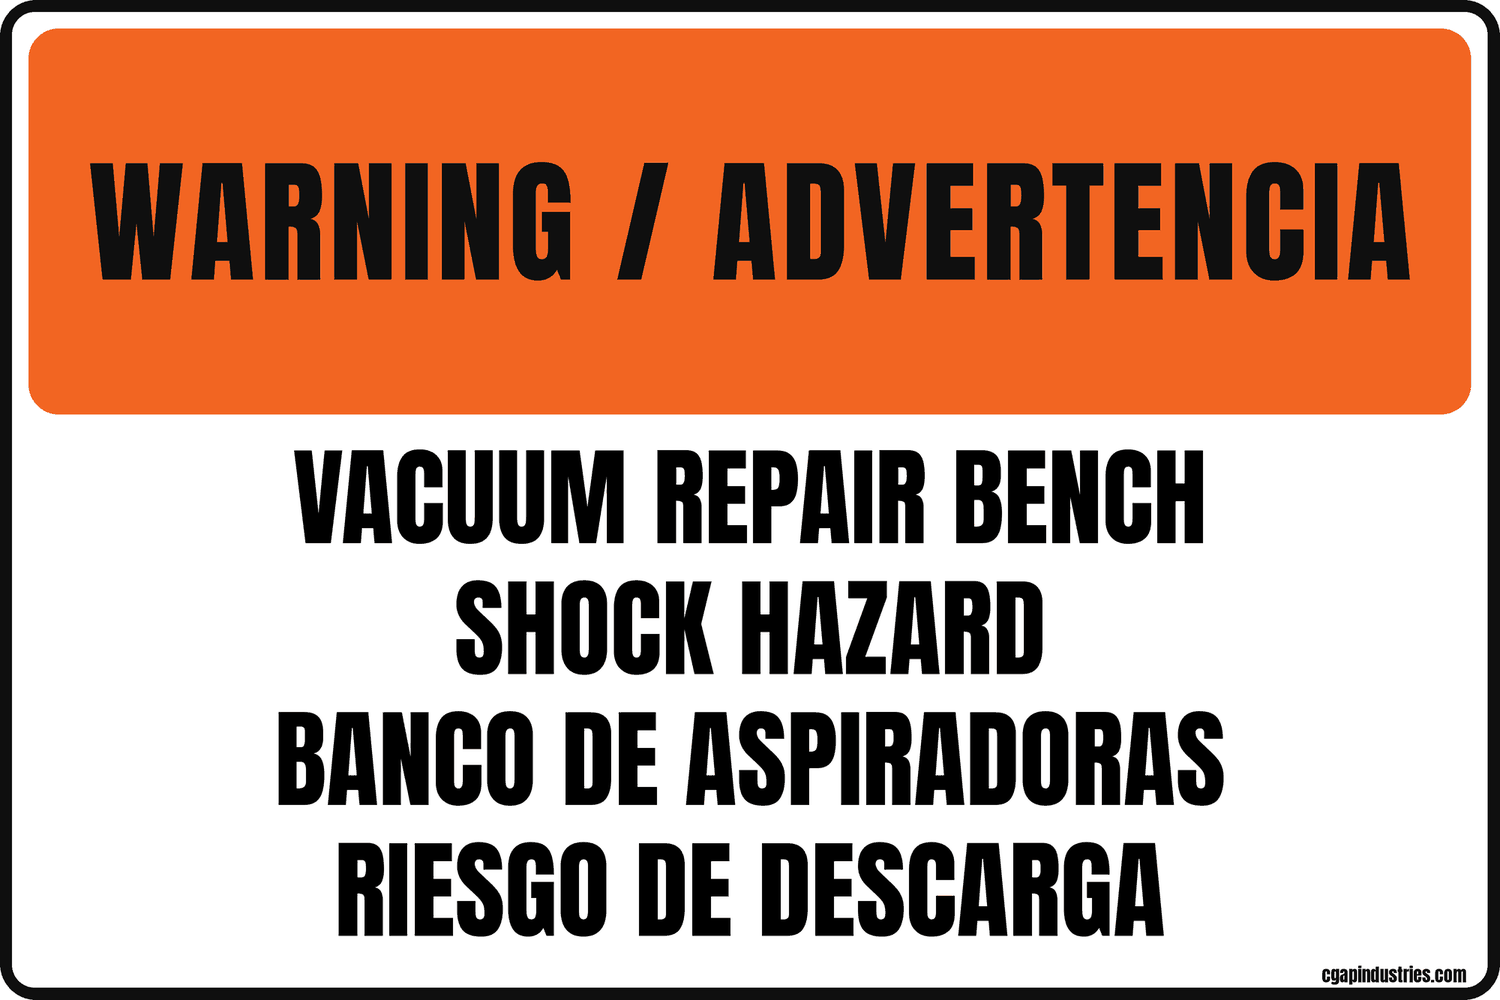 WARNING / ADVERTENCIA
VACUUM REPAIR BENCH
SHOCK HAZARD
BANCO DE ASPIRADORAS
RIESGO DE DESCARGA
cgapindustries.com